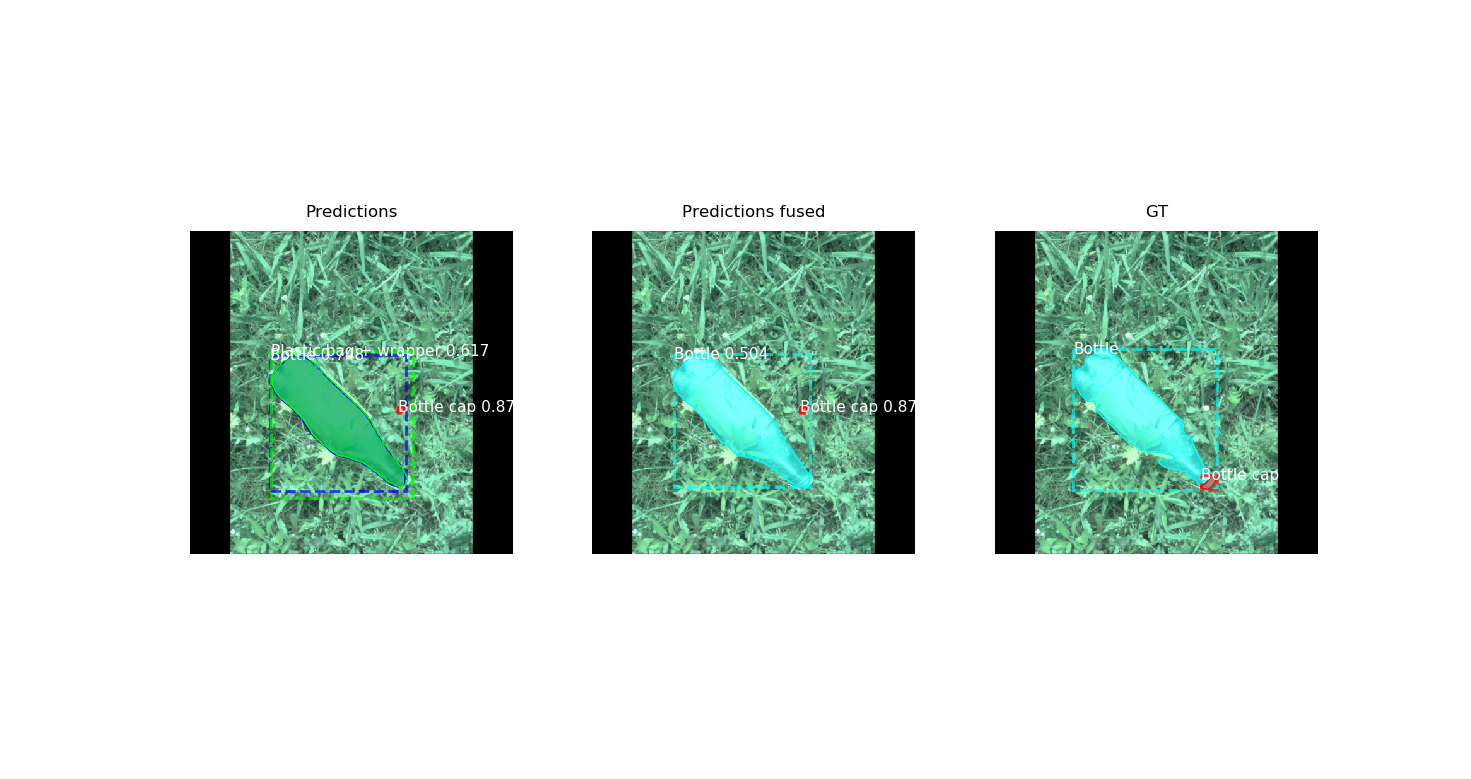 Predictions
Predictions fused
GT
Plastic bag+ wrapper 0.617
Bottle 0.504
Bottle
Bottle cap 0.87
Bottle cap 0.87
Bottle cap